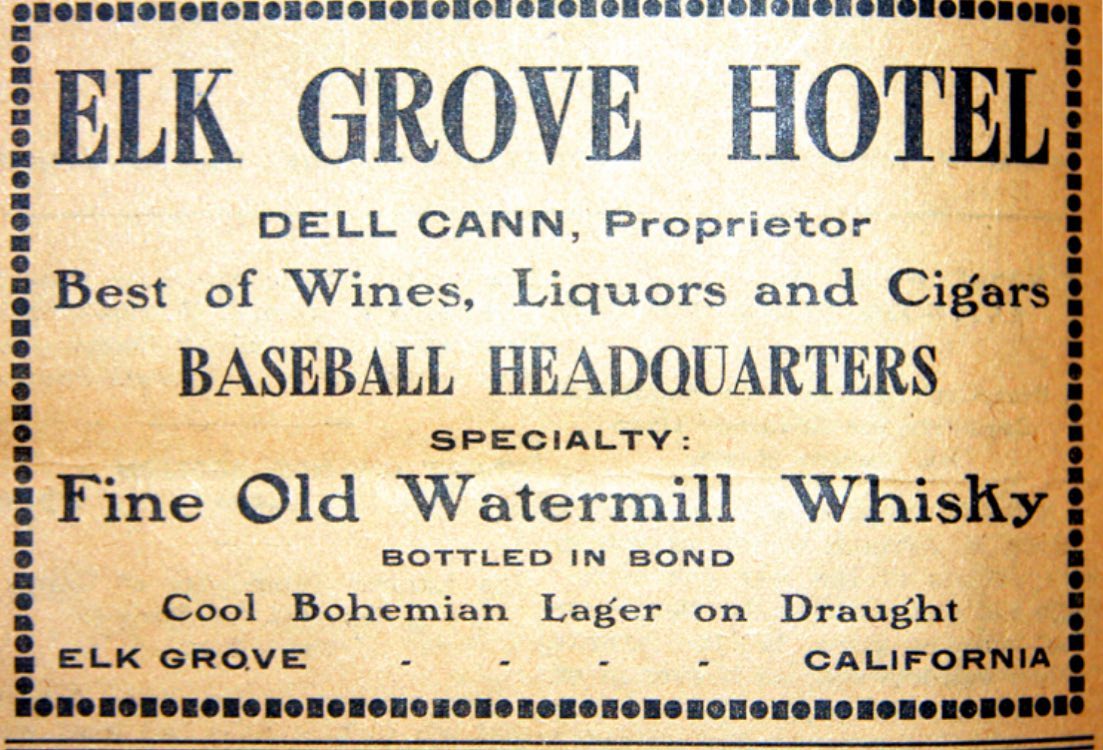 ELK GROVE HOTEL
DELL CANN, Proprietor
Best of Wines, Liquors and Cigars
BASEBALL HEADQUARTERS
SPECIALTY:
Fine Old Watermill Whisky
BOTTLED IN BOND
Cool Bohemian Lager on Draught
ELK GROVE - - - - CALIFORNIA